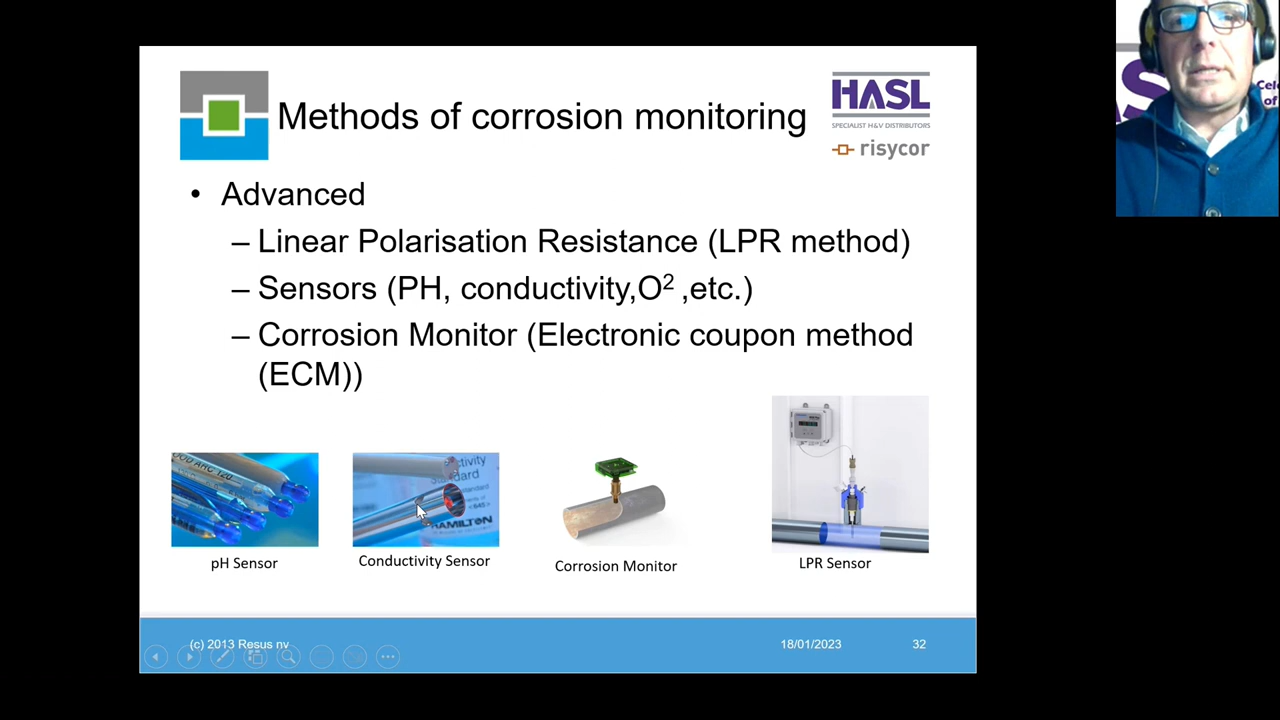 Methods of corrosion monitoring
HASL
SPECIALIST H&V DISTRIBUTORS
risycor
• Advanced
– Linear Polarisation Resistance (LPR method)
– Sensors (PH, conductivity,O² ,etc.)
– Corrosion Monitor (Electronic coupon method
(ECM))
HAMILTON
pH Sensor
Conductivity Sensor
Corrosion Monitor
LPR Sensor
(c) 2013 Resus nv
18/01/2023
32